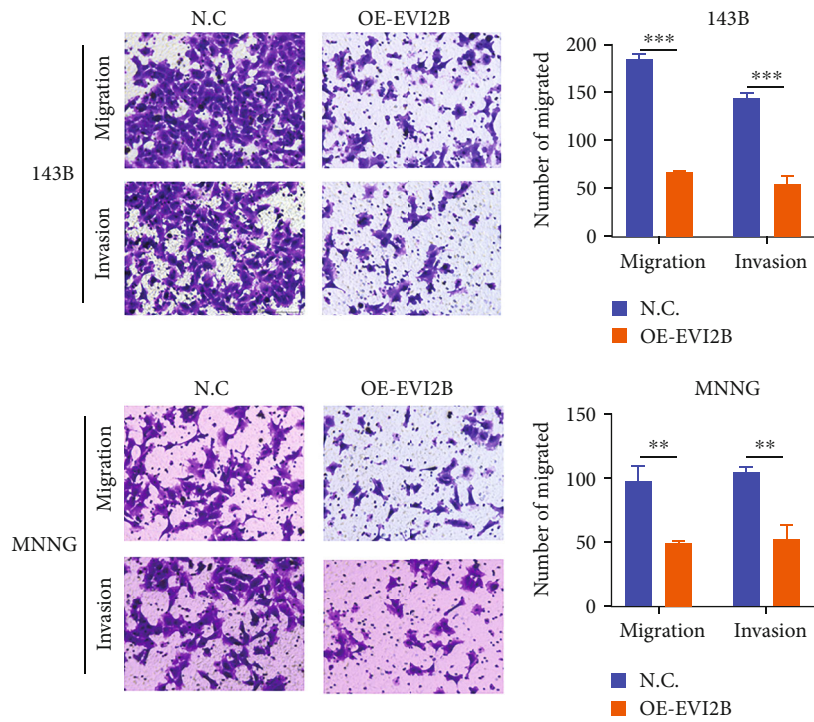 N.C
OE-EVI2B
143B
Migration
Invasion
143B
Number of migrated
200
150
100
50
0
***
***
Migration
Invasion
N.C.
OE-EVI2B
N.C
OE-EVI2B
MNNG
Migration
Invasion
MNNG
Number of migrated
150
100
50
0
**
**
Migration
Invasion
N.C.
OE-EVI2B